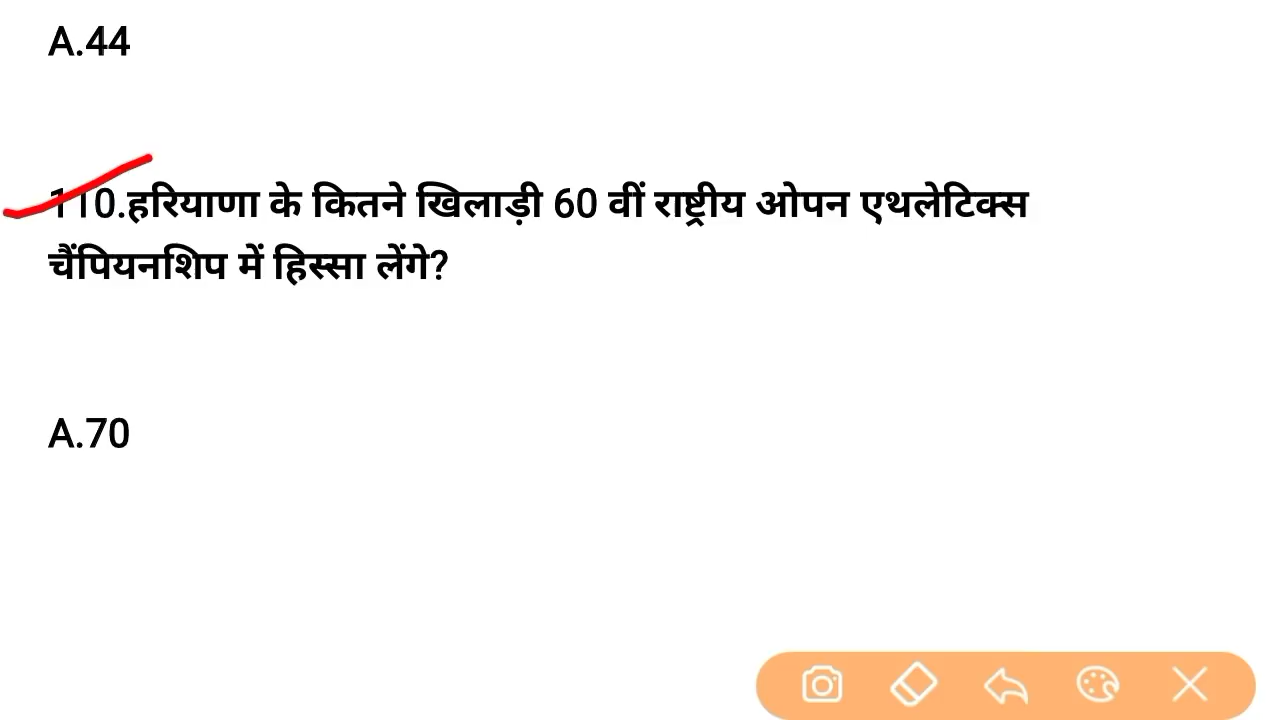 A.44
110.हरियाणा के कितने खिलाड़ी 60 वीं राष्ट्रीय ओपन एथलेटिक्स
चैंपियनशिप में हिस्सा लेंगे?
A.70